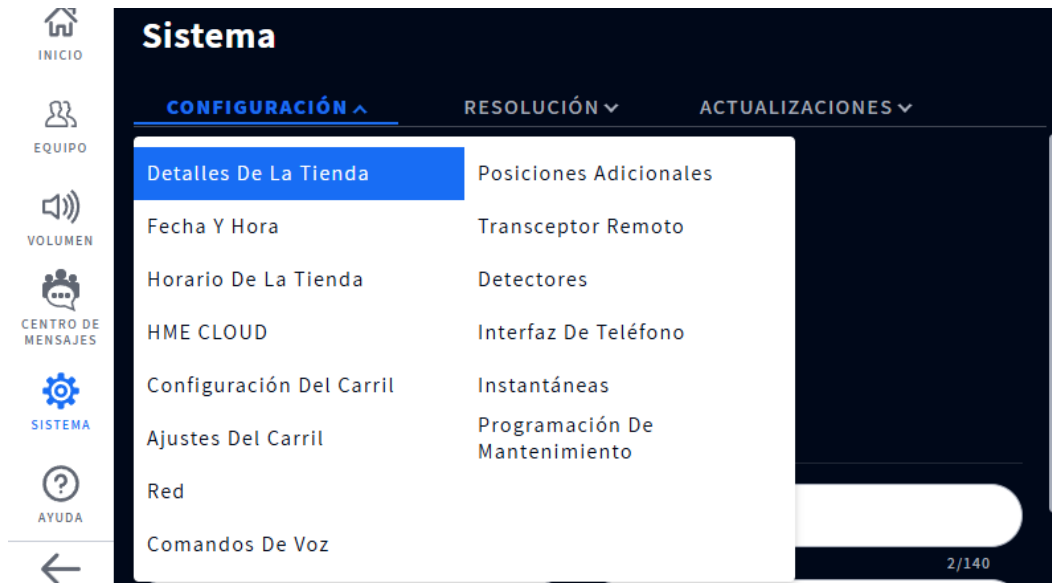 INICIO
EQUIPO
VOLUMEN
CENTRO DE
MENSAJES
SISTEMA
AYUDA
Sistema
CONFIGURACIÓN
RESOLUCIÓN
ACTUALIZACIONES
Detalles De La Tienda
Fecha Y Hora
Horario De La Tienda
HME CLOUD
Configuración Del Carril
Ajustes Del Carril
Red
Comandos De Voz
Posiciones Adicionales
Transceptor Remoto
Detectores
Interfaz De Teléfono
Instantáneas
Programación De
Mantenimiento
2/140